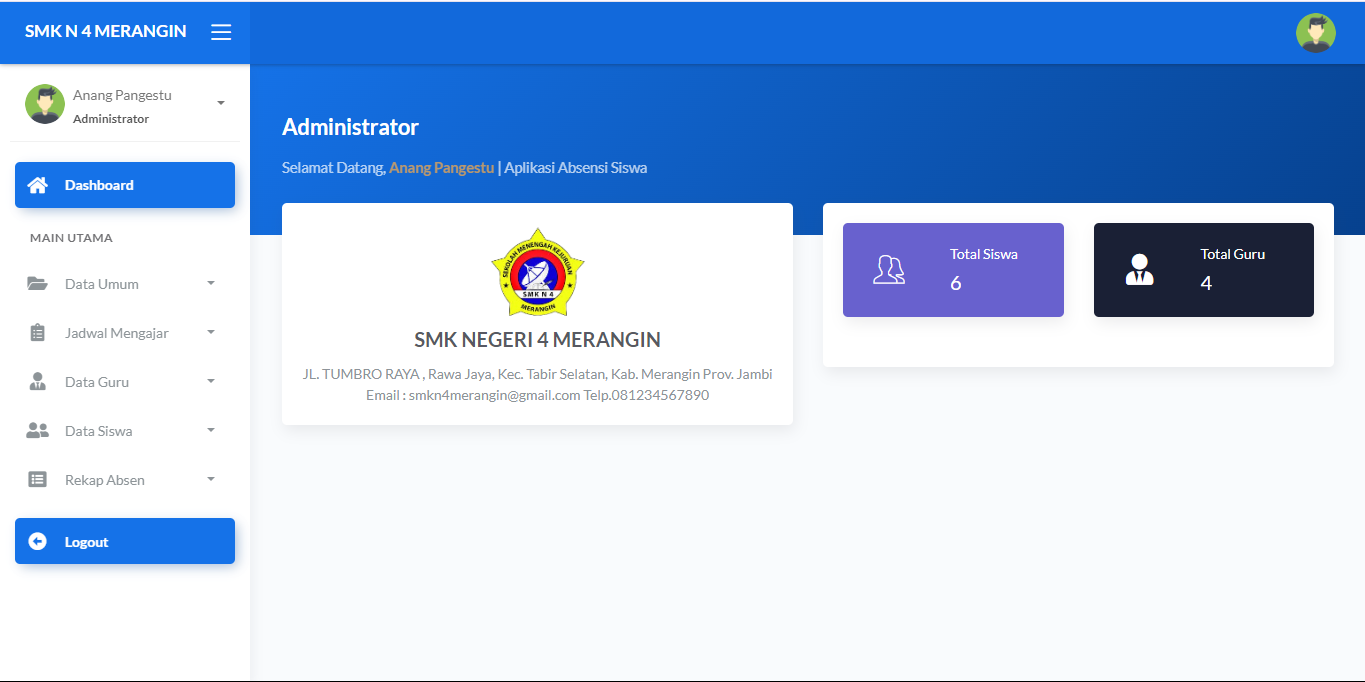 SMK N 4 MERANGIN
Anang Pangestu
Administrator
Dashboard
MAIN UTAMA
Data Umum
Jadwal Mengajar
Data Guru
Data Siswa
Rekap Absen
Logout
Administrator
Selamat Datang, Anang Pangestu | Aplikasi Absensi Siswa
SEKOLAH MENENGAH KEJURUAN
SMK N 4
MERANGIN
SMK NEGERI 4 MERANGIN
JL. TUMBRO RAYA , Rawa Jaya, Kec. Tabir Selatan, Kab. Merangin Prov. Jambi
Email : smkn4merangin@gmail.com Telp.081234567890
Total Siswa
6
Total Guru
4